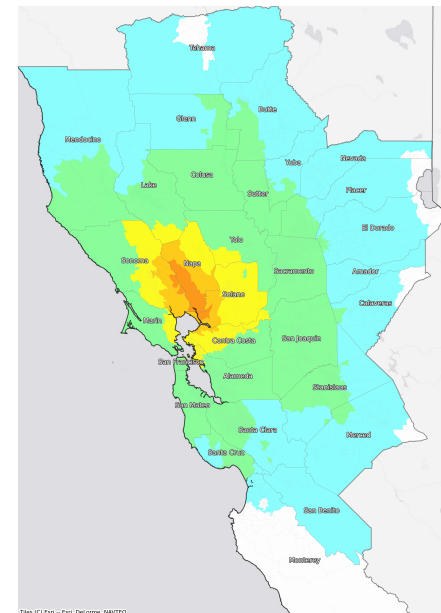 Tehama
Glenn
Butte
Mendocino
Yuba
Nevada
Colusa
Placer
Lake
Sutter
El Dorado
Yolo
Sonoma
Napa
Sacramento
Amador
Solano
Calaveras
Marin
Contra Costa
San Joaquin
San Francisco
Alameda
Stanislaus
San Mateo
Santa Clara
Merced
Santa Cruz
San Benito
Monterey
Tiles (C) Esri -- Esri, DeLorme, NAVTEQ